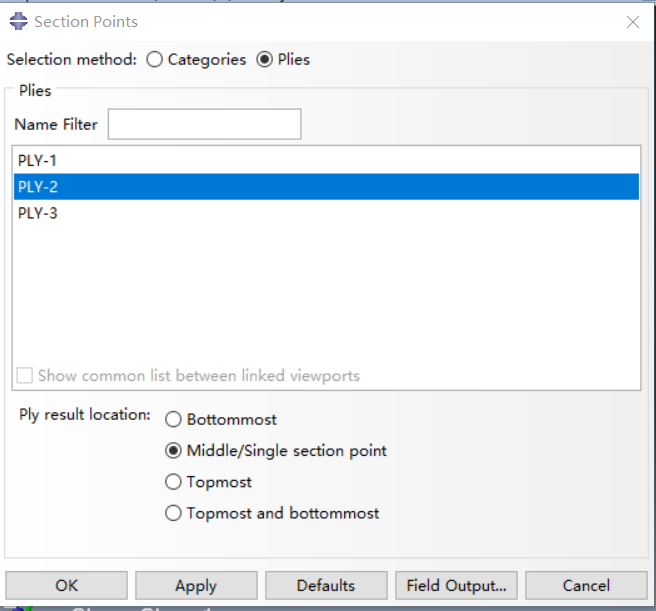 Section Points
Selection method: Categories Plies
Plies
Name Filter
PLY-1
PLY-2
PLY-3
Show common list between linked viewports
Ply result location: Bottommost
Middle/Single section point
Topmost
Topmost and bottommost
OK Apply Defaults Field Output... Cancel